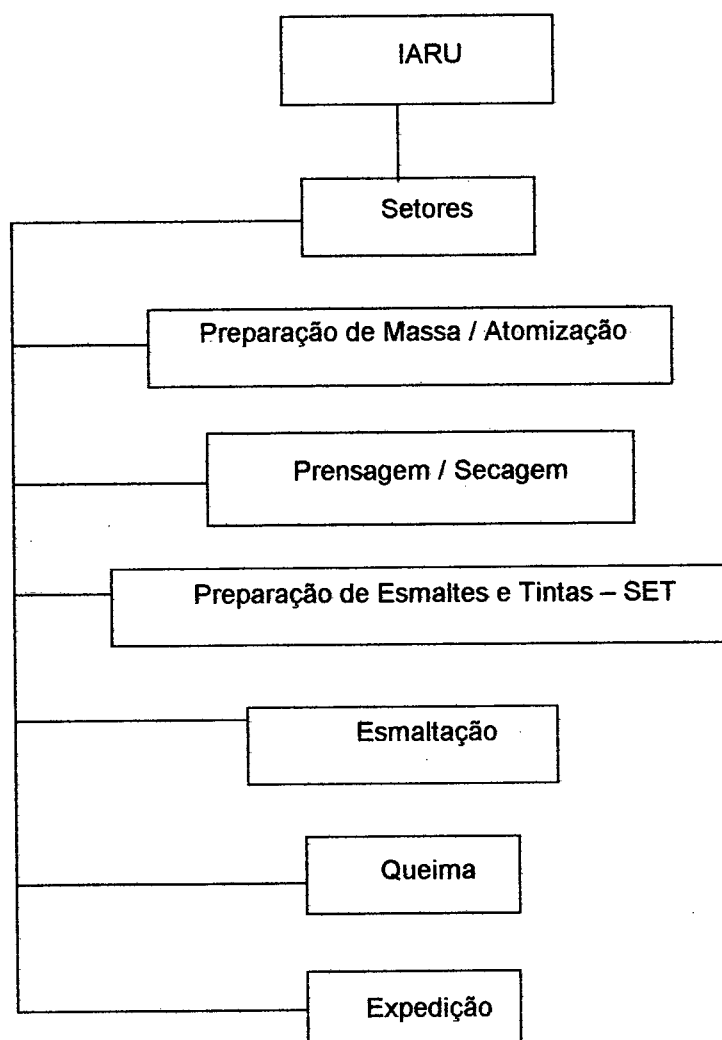 IARU
Setores
Preparação de Massa / Atomização
Prensagem / Secagem
Preparação de Esmaltes e Tintas – SET
Esmaltação
Queima
Expedição